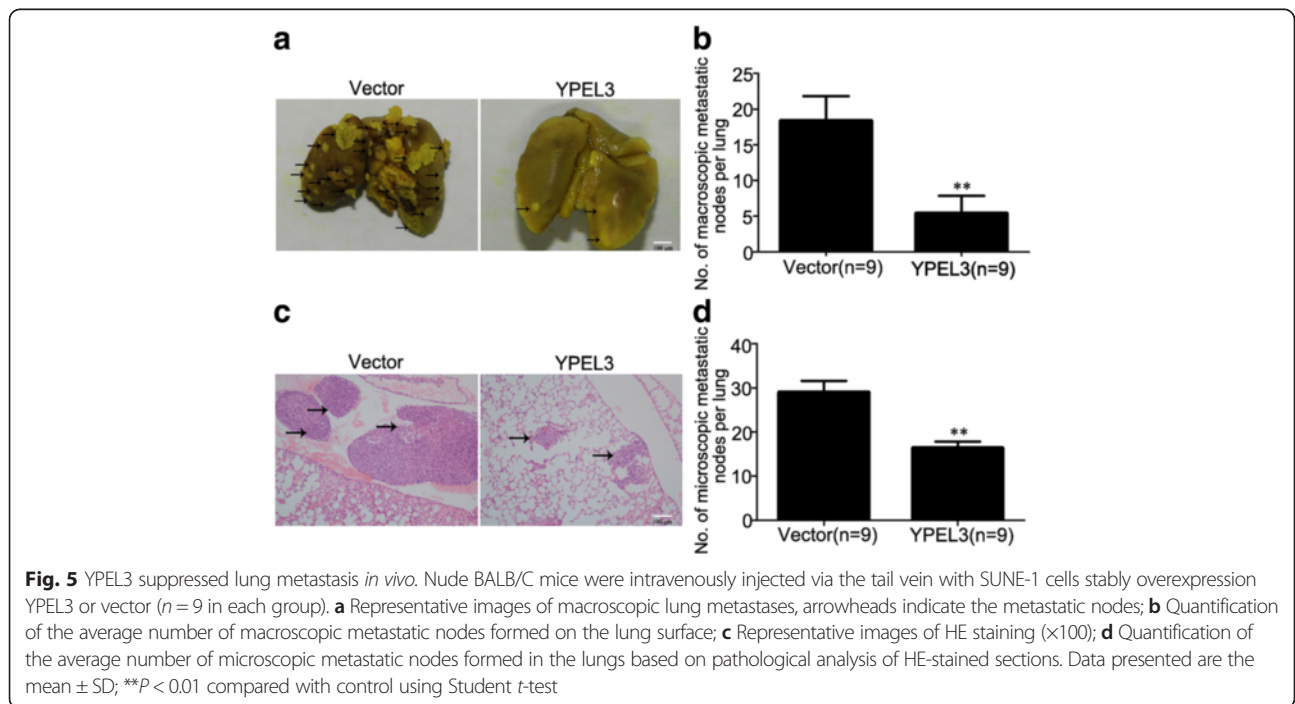 a
Vector
YPEL3
b
No. of macroscopic metastatic
nodes per lung
25
20
15
10
5
0
**
Vector(n=9)
YPEL3(n=9)
c
Vector
YPEL3
d
No. of microscopic metastatic
nodes per lung
40
30
20
10
0
**
Vector(n=9)
YPEL3(n=9)
Fig. 5 YPEL3 suppressed lung metastasis in vivo. Nude BALB/C mice were intravenously injected via the tail vein with SUNE-1 cells stably overexpression
YPEL3 or vector (n = 9 in each group). a Representative images of macroscopic lung metastases, arrowheads indicate the metastatic nodes; b Quantification
of the average number of macroscopic metastatic nodes formed on the lung surface; c Representative images of HE staining (×100); d Quantification of
the average number of microscopic metastatic nodes formed in the lungs based on pathological analysis of HE-stained sections. Data presented are the
mean ± SD; **P < 0.01 compared with control using Student t-test